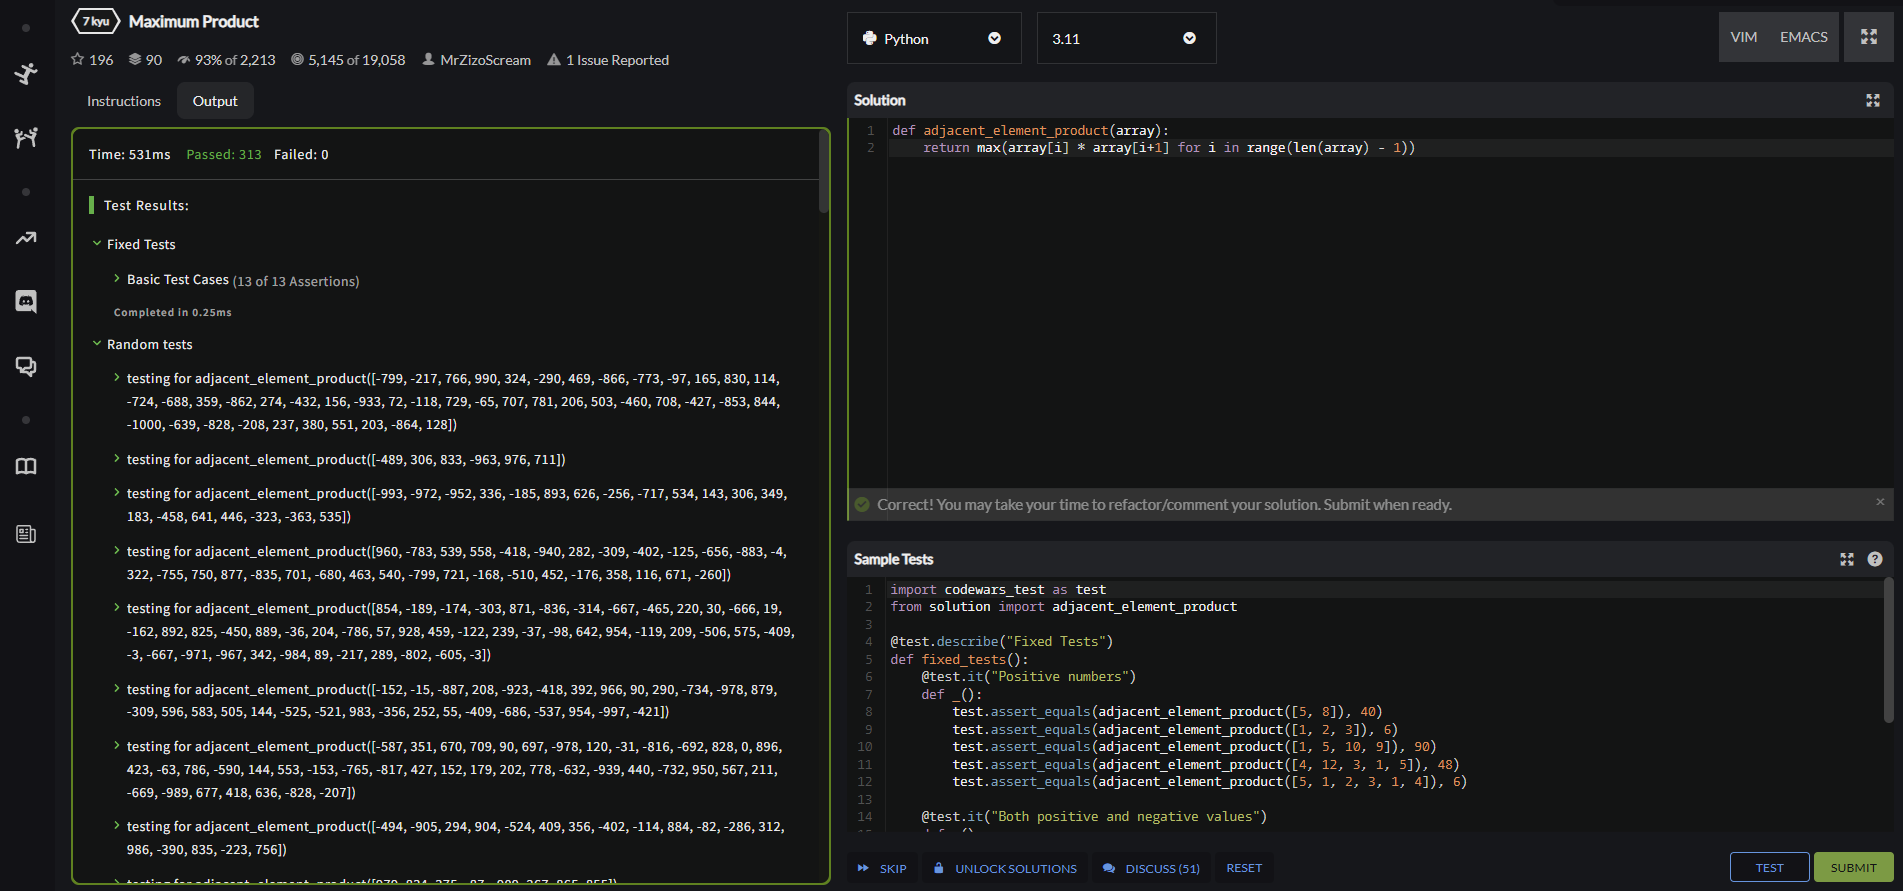 7 kyu Maximum Product
196 90 93% of 2,213 5,145 of 19,058 MrZizoScream 1 Issue Reported
Instructions Output
Time: 531ms Passed: 313 Failed: 0
Test Results:
Fixed Tests
Basic Test Cases (13 of 13 Assertions)
Completed in 0.25ms
Random tests
testing for adjacent_element_product([-799, -217, 766, 990, 324, -290, 469, -866, -773, -97, 165, 830, 114,
-724, -688, 359, -862, 274, -432, 156, -933, 72, -118, 729, -65, 707, 781, 206, 503, -460, 708, -427, -853, 844,
-1000, -639, -828, -208, 237, 380, 551, 203, -864, 128])
testing for adjacent_element_product([-489, 306, 833, -963, 976, 711])
testing for adjacent_element_product([-993, -972, -952, 336, -185, 893, 626, -256, -717, 534, 143, 306, 349,
183, -458, 641, 446, -323, -363, 535])
testing for adjacent_element_product([960, -783, 539, 558, -418, -940, 282, -309, -402, -125, -656, -883, -4,
322, -755, 750, 877, -835, 701, -680, 463, 540, -799, 721, -168, -510, 452, -176, 358, 116, 671, -260])
testing for adjacent_element_product([854, -189, -174, -303, 871, -836, -314, -667, -465, 220, 30, -666, 19,
-162, 892, 825, -450, 889, -36, 204, -786, 57, 928, 459, -122, 239, -37, -98, 642, 954, -119, 209, -506, 575, -409,
-3, -667, -971, -967, 342, -984, 89, -217, 289, -802, -605, -3])
testing for adjacent_element_product([-152, -15, -887, 208, -923, -418, 392, 966, 90, 290, -734, -978, 879,
-309, 596, 583, 505, 144, -525, -521, 983, -356, 252, 55, -409, -686, -537, 954, -997, -421])
testing for adjacent_element_product([-587, 351, 670, 709, 90, 697, -978, 120, -31, -816, -692, 828, 0, 896,
423, -63, 786, -590, 144, 553, -153, -765, -817, 427, 152, 179, 202, 778, -632, -939, 440, -732, 950, 567, 211,
-669, -989, 677, 418, 636, -828, -207])
testing for adjacent_element_product([-494, -905, 294, 904, -524, 409, 356, -402, -114, 884, -82, -286, 312,
986, -390, 835, -223, 756])
Python 3.11 VIM EMACS
Solution
1 def adjacent_element_product(array):
2 return max(array[i] * array[i+1] for i in range(len(array) - 1))
Correct! You may take your time to refactor/comment your solution. Submit when ready.
Sample Tests
1 import codewars_test as test
2 from solution import adjacent_element_product
3
4 @test.describe("Fixed Tests")
5 def fixed_tests():
6 @test.it("Positive numbers")
7 def _():
8 test.assert_equals(adjacent_element_product([5, 8]), 40)
9 test.assert_equals(adjacent_element_product([1, 2, 3]), 6)
10 test.assert_equals(adjacent_element_product([1, 5, 10, 9]), 90)
11 test.assert_equals(adjacent_element_product([4, 12, 3, 1, 5]), 48)
12 test.assert_equals(adjacent_element_product([5, 1, 2, 3, 1, 4]), 6)
13
14 @test.it("Both positive and negative values")
SKIP UNLOCK SOLUTIONS DISCUSS (51) RESET TEST SUBMIT